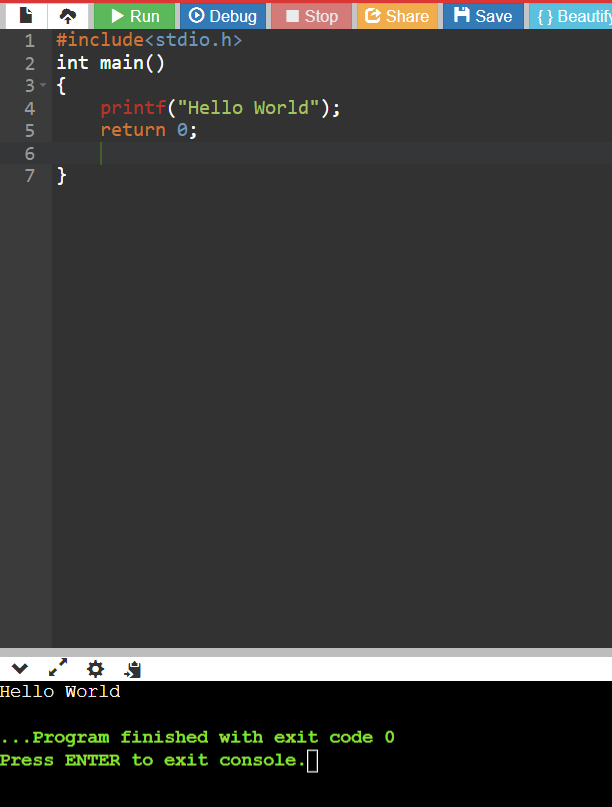 Run Debug Stop Share Save { } Beautify
1 #include<stdio.h>
2 int main()
3 {
4     printf("Hello World");
5     return 0;
6
7 }
Hello World
...Program finished with exit code 0
Press ENTER to exit console.